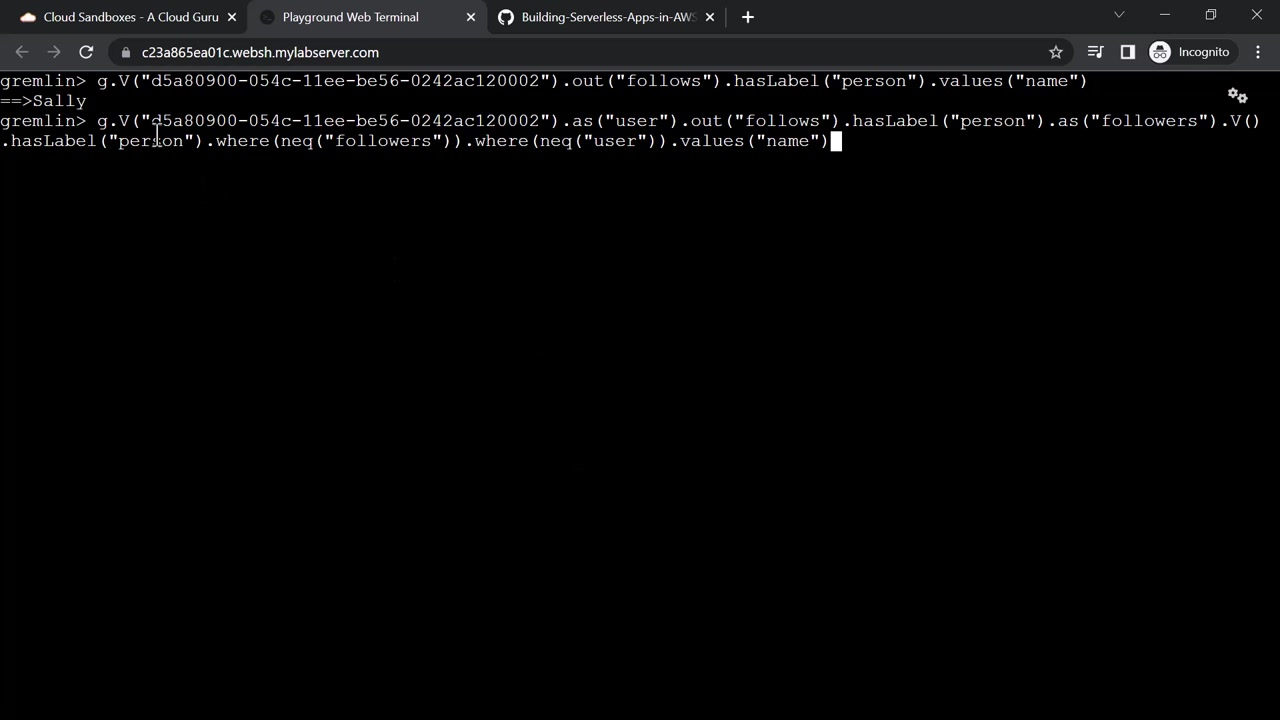 Cloud Sandboxes - A Cloud Guru
Playground Web Terminal
Building-Serverless-Apps-in-AWS
c23a865ea01c.websh.mylabserver.com
Incognito
gremlin> g.V("d5a80900-054c-11ee-be56-0242ac120002").out("follows").hasLabel("person").values("name")
==>Sally
gremlin> g.V("d5a80900-054c-11ee-be56-0242ac120002").as("user").out("follows").hasLabel("person").as("followers").V()
.hasLabel("person").where(neq("followers")).where(neq("user")).values("name")